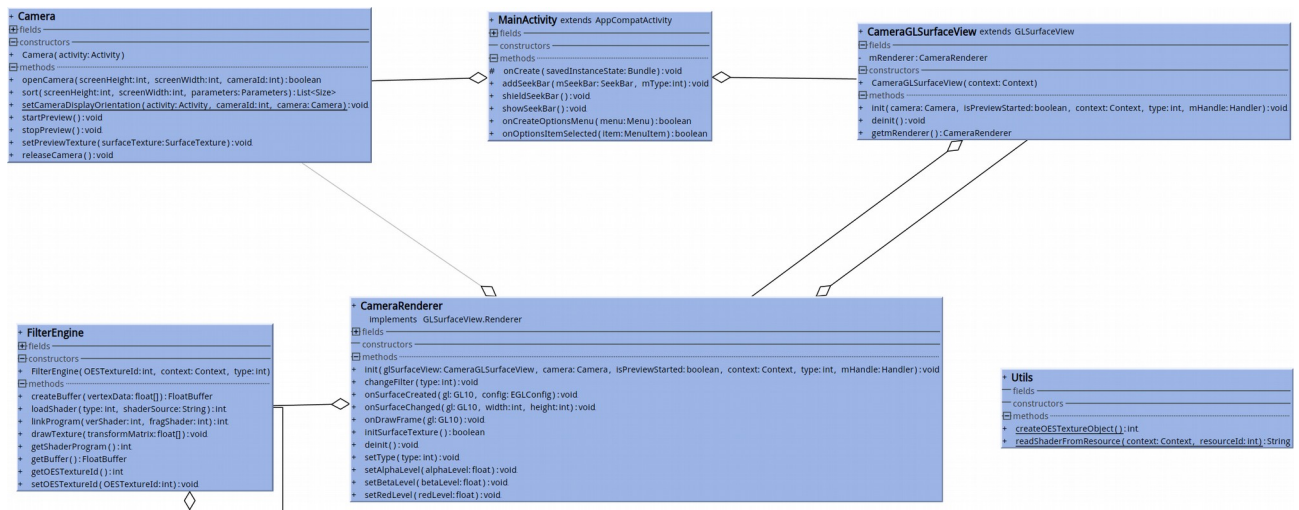 + Camera
fields
constructors
+ Camera(activity:Activity)
methods
+ openCamera(screenHeight:int, screenWidth:int, cameraId:int):boolean
+ sort(screenHeight:int, screenWidth:int, parameters:Parameters):List<Size>
+ setCameraDisplayOrientation(activity:Activity, cameraId:int, camera:Camera):void
+ startPreview():void
+ stopPreview():void
+ setPreviewTexture(surfaceTexture:SurfaceTexture):void
+ releaseCamera():void
+ MainActivity extends AppCompatActivity
fields
constructors
methods
# onCreate(savedInstanceState:Bundle):void
+ addSeekBar(mSeekBar:SeekBar, mType:int):void
+ shieldSeekBar():void
+ showSeekBar():void
+ onCreateOptionsMenu(menu:Menu):boolean
+ onOptionsItemSelected(item:MenuItem):boolean
+ CameraGLSurfaceView extends GLSurfaceView
fields
- mRenderer:CameraRenderer
constructors
+ CameraGLSurfaceView(context:Context)
methods
+ init(camera:Camera, isPreviewStarted:boolean, context:Context, type:int, mHandle:Handler):void
+ deinit():void
+ getmRenderer():CameraRenderer
+ FilterEngine
fields
constructors
+ FilterEngine(OESTextureId:int, context:Context, type:int)
methods
+ createBuffer(vertexData:float[]):FloatBuffer
+ loadShader(type:int, shaderSource:String):int
+ linkProgram(verShader:int, fragShader:int):int
+ drawTexture(transformMatrix:float[]):void
+ getShaderProgram():int
+ getBuffer():FloatBuffer
+ getOESTextureId():int
+ setOESTextureId(OESTextureId:int):void
+ CameraRenderer
implements GLSurfaceView.Renderer
fields
constructors
methods
+ init(glSurfaceView:CameraGLSurfaceView, camera:Camera, isPreviewStarted:boolean, context:Context, type:int, mHandle:Handler):void
+ changeFilter(type:int):void
+ onSurfaceCreated(gl:GL10, config:EGLConfig):void
+ onSurfaceChanged(gl:GL10, width:int, height:int):void
+ onDrawFrame(gl:GL10):void
+ initSurfaceTexture():boolean
+ deinit():void
+ setType(type:int):void
+ setAlphaLevel(alphaLevel:float):void
+ setBetaLevel(betaLevel:float):void
+ setRedLevel(redLevel:float):void
+ Utils
fields
constructors
methods
+ createOESTextureObject():int
+ readShaderFromResource(context:Context, resourceId:int):String